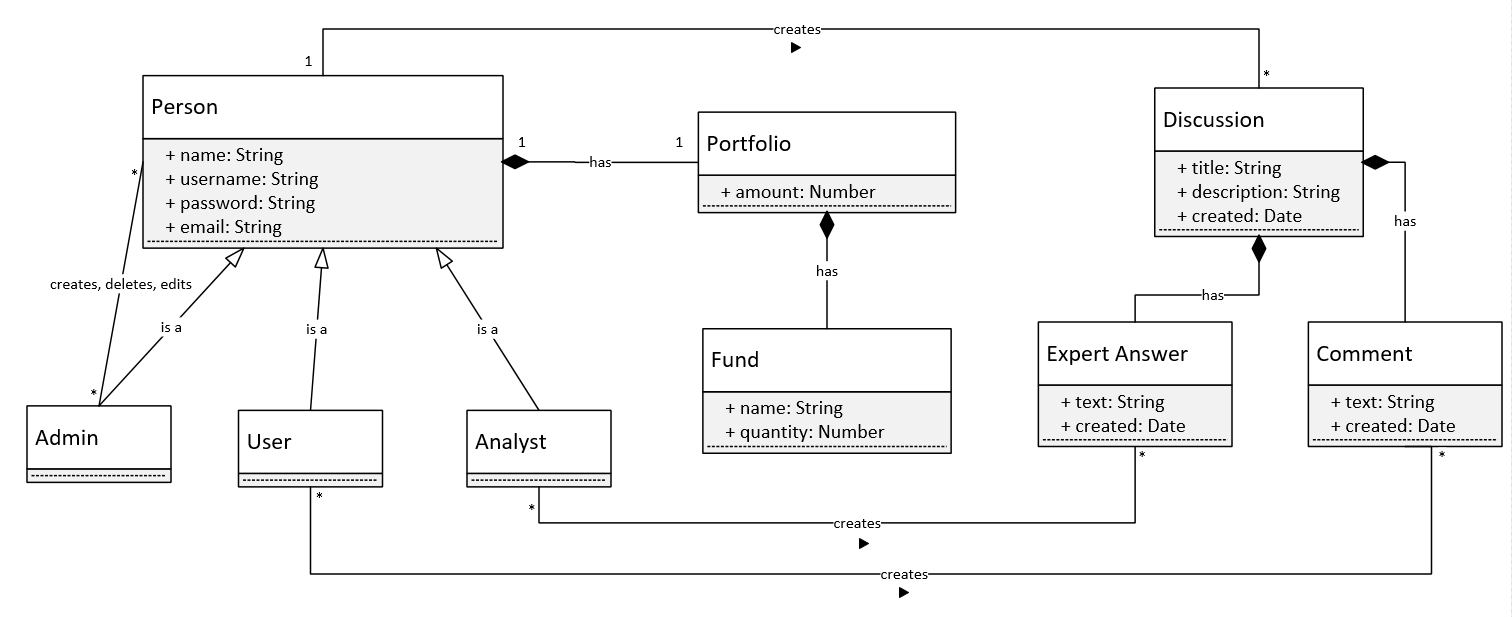 creates
1
*
Person
+ name: String
+ username: String
+ password: String
+ email: String
1
has
1
Portfolio
+ amount: Number
Discussion
+ title: String
+ description: String
+ created: Date
*
creates, deletes, edits
is a
is a
is a
*
has
has
has
Admin
User
Analyst
Fund
+ name: String
+ quantity: Number
Expert Answer
+ text: String
+ created: Date
Comment
+ text: String
+ created: Date
*
*
*
*
creates
creates